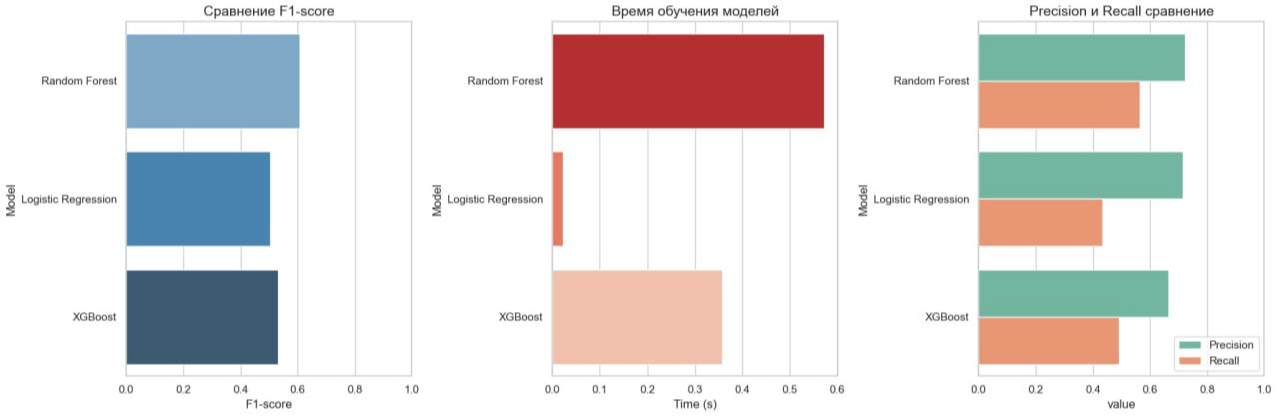 Сравнение F1-score
Model
Random Forest
Logistic Regression
XGBoost
0.0 0.2 0.4 0.6 0.8 1.0
F1-score
Время обучения моделей
Model
Random Forest
Logistic Regression
XGBoost
0.0 0.1 0.2 0.3 0.4 0.5 0.6
Time (s)
Precision и Recall сравнение
Model
Random Forest
Logistic Regression
XGBoost
Precision
Recall
0.0 0.2 0.4 0.6 0.8 1.0
value